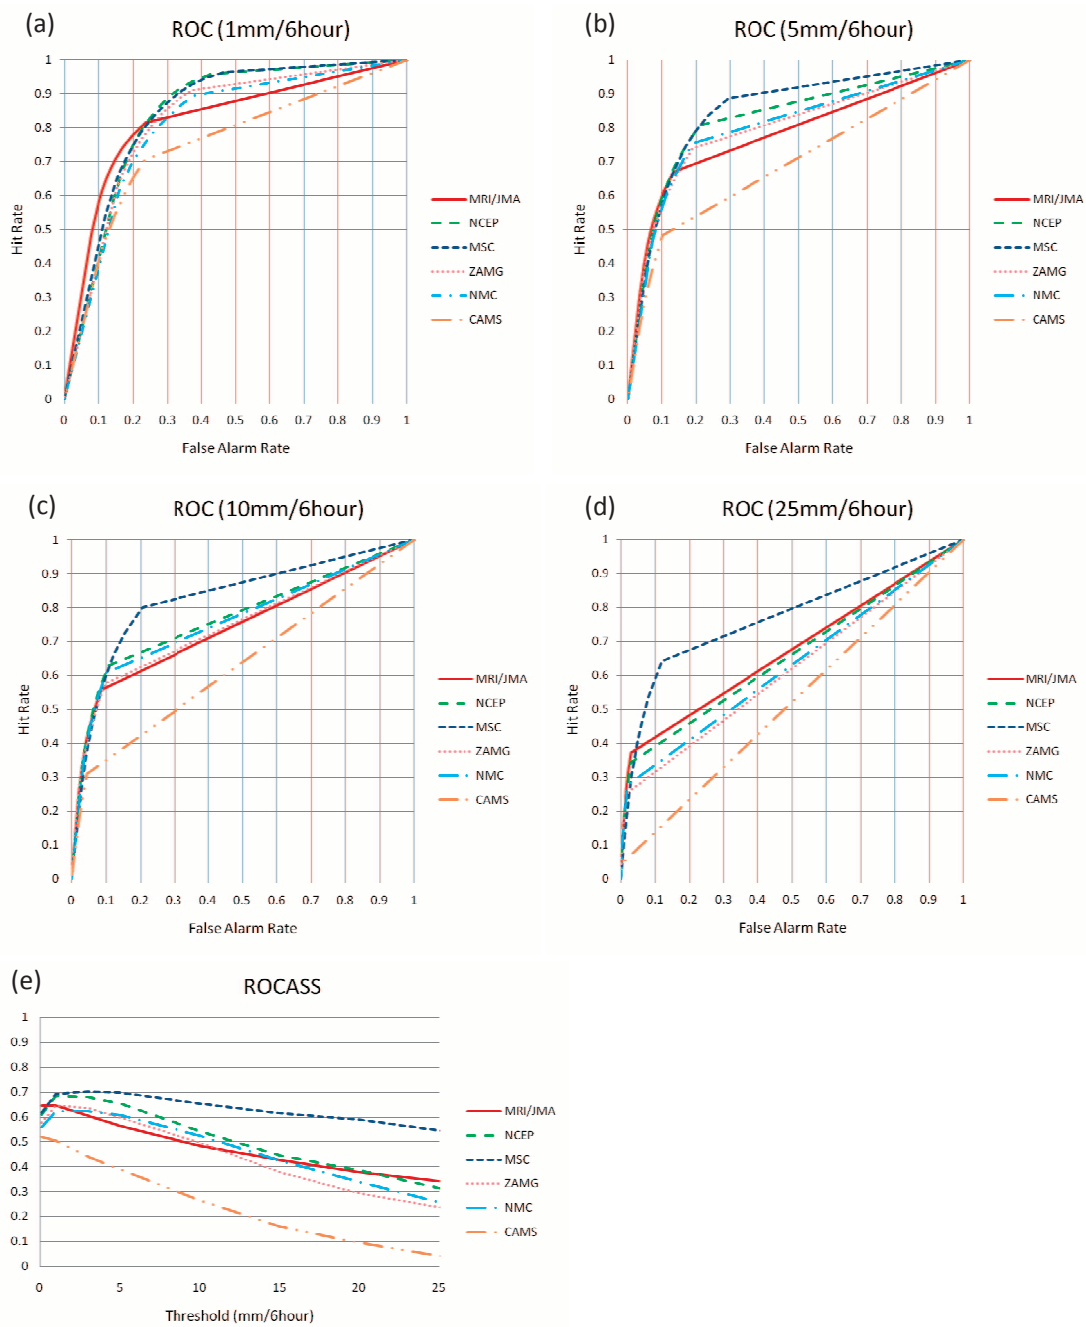 (a)
ROC (1mm/6hour)
1
0.9
0.8
0.7
0.6
0.5
0.4
0.3
0.2
0.1
0
Hit Rate
0 0.1 0.2 0.3 0.4 0.5 0.6 0.7 0.8 0.9 1
False Alarm Rate
MRI/JMA
NCEP
MSC
ZAMG
NMC
CAMS
(b)
ROC (5mm/6hour)
1
0.9
0.8
0.7
0.6
0.5
0.4
0.3
0.2
0.1
0
Hit Rate
0 0.1 0.2 0.3 0.4 0.5 0.6 0.7 0.8 0.9 1
False Alarm Rate
MRI/JMA
NCEP
MSC
ZAMG
NMC
CAMS
(c)
ROC (10mm/6hour)
1
0.9
0.8
0.7
0.6
0.5
0.4
0.3
0.2
0.1
0
Hit Rate
0 0.1 0.2 0.3 0.4 0.5 0.6 0.7 0.8 0.9 1
False Alarm Rate
MRI/JMA
NCEP
MSC
ZAMG
NMC
CAMS
(d)
ROC (25mm/6hour)
1
0.9
0.8
0.7
0.6
0.5
0.4
0.3
0.2
0.1
0
Hit Rate
0 0.1 0.2 0.3 0.4 0.5 0.6 0.7 0.8 0.9 1
False Alarm Rate
MRI/JMA
NCEP
MSC
ZAMG
NMC
CAMS
(e)
ROCASS
1
0.9
0.8
0.7
0.6
0.5
0.4
0.3
0.2
0.1
0
0 5 10 15 20 25
Threshold (mm/6hour)
MRI/JMA
NCEP
MSC
ZAMG
NMC
CAMS